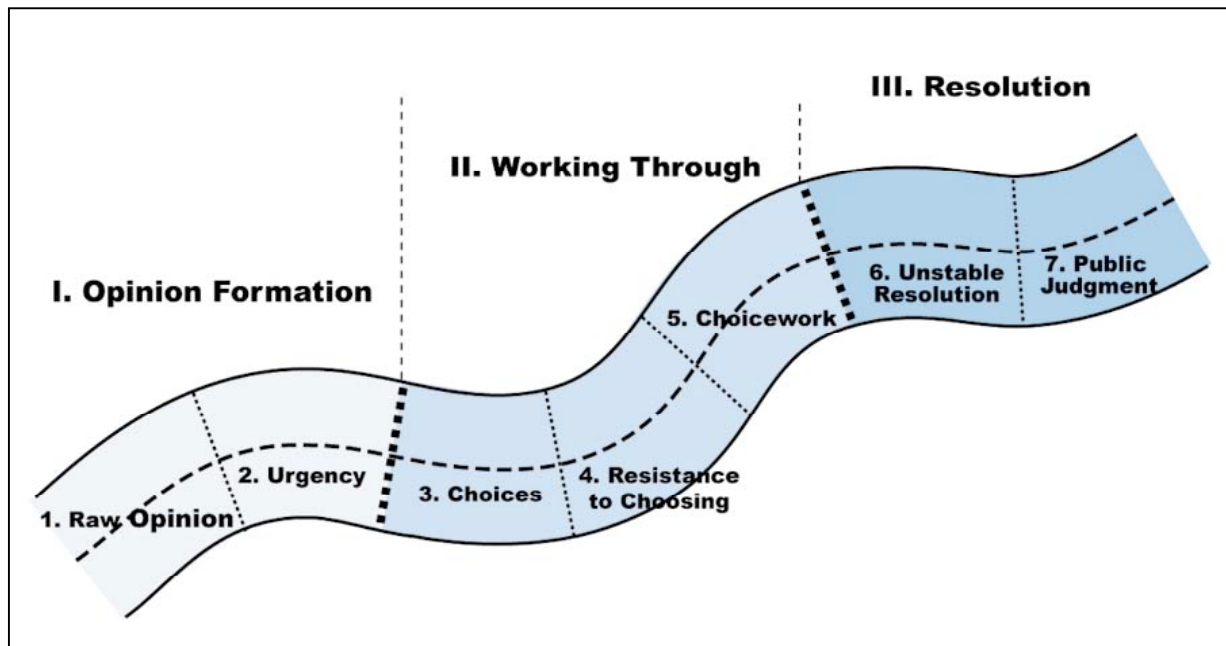 I. Opinion Formation
II. Working Through
III. Resolution
1. Raw Opinion
2. Urgency
3. Choices
4. Resistance
to Choosing
5. Choicework
6. Unstable
Resolution
7. Public
Judgment